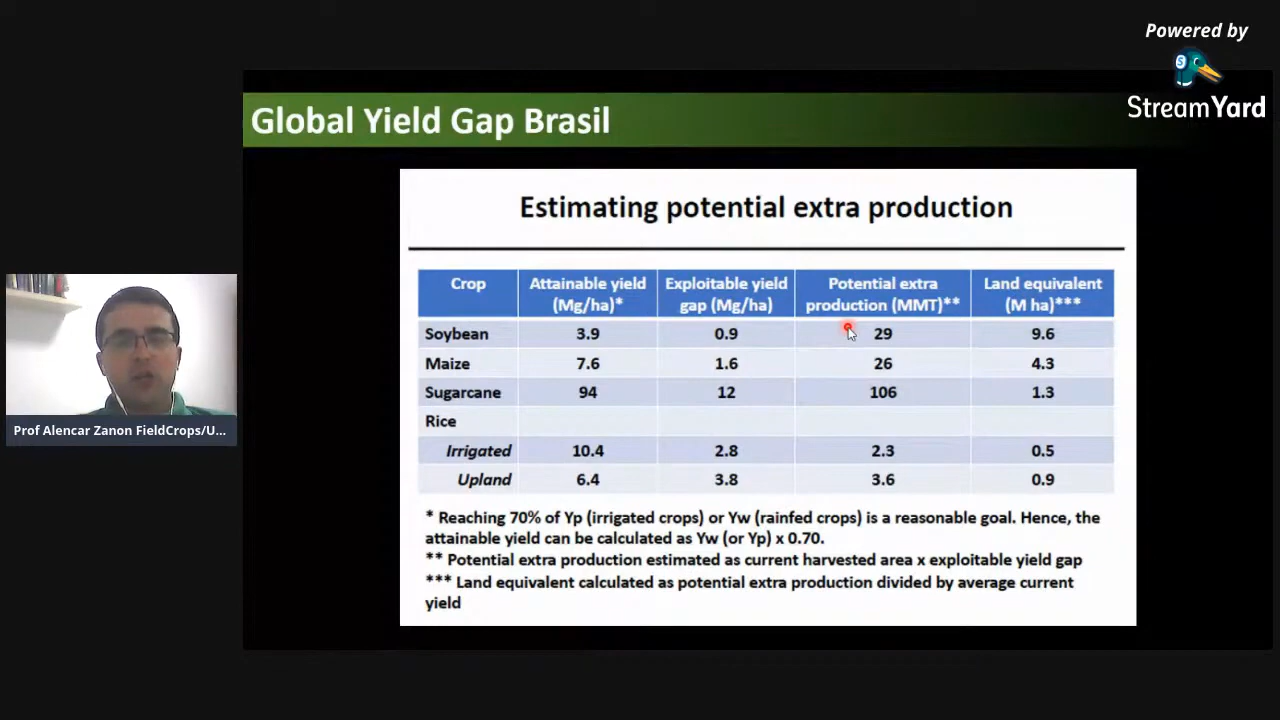 Powered by
StreamYard
Global Yield Gap Brasil
Estimating potential extra production
Crop
Attainable yield
(Mg/ha)*
Exploitable yield
gap (Mg/ha)
Potential extra
production (MMT)**
Land equivalent
(M ha)***
Soybean 3.9 0.9 29 9.6
Maize 7.6 1.6 26 4.3
Sugarcane 94 12 106 1.3
Rice
Irrigated 10.4 2.8 2.3 0.5
Upland 6.4 3.8 3.6 0.9
* Reaching 70% of Yp (irrigated crops) or Yw (rainfed crops) is a reasonable goal. Hence, the
attainable yield can be calculated as Yw (or Yp) x 0.70.
** Potential extra production estimated as current harvested area x exploitable yield gap
*** Land equivalent calculated as potential extra production divided by average current
yield
Prof Alencar Zanon FieldCrops/U...